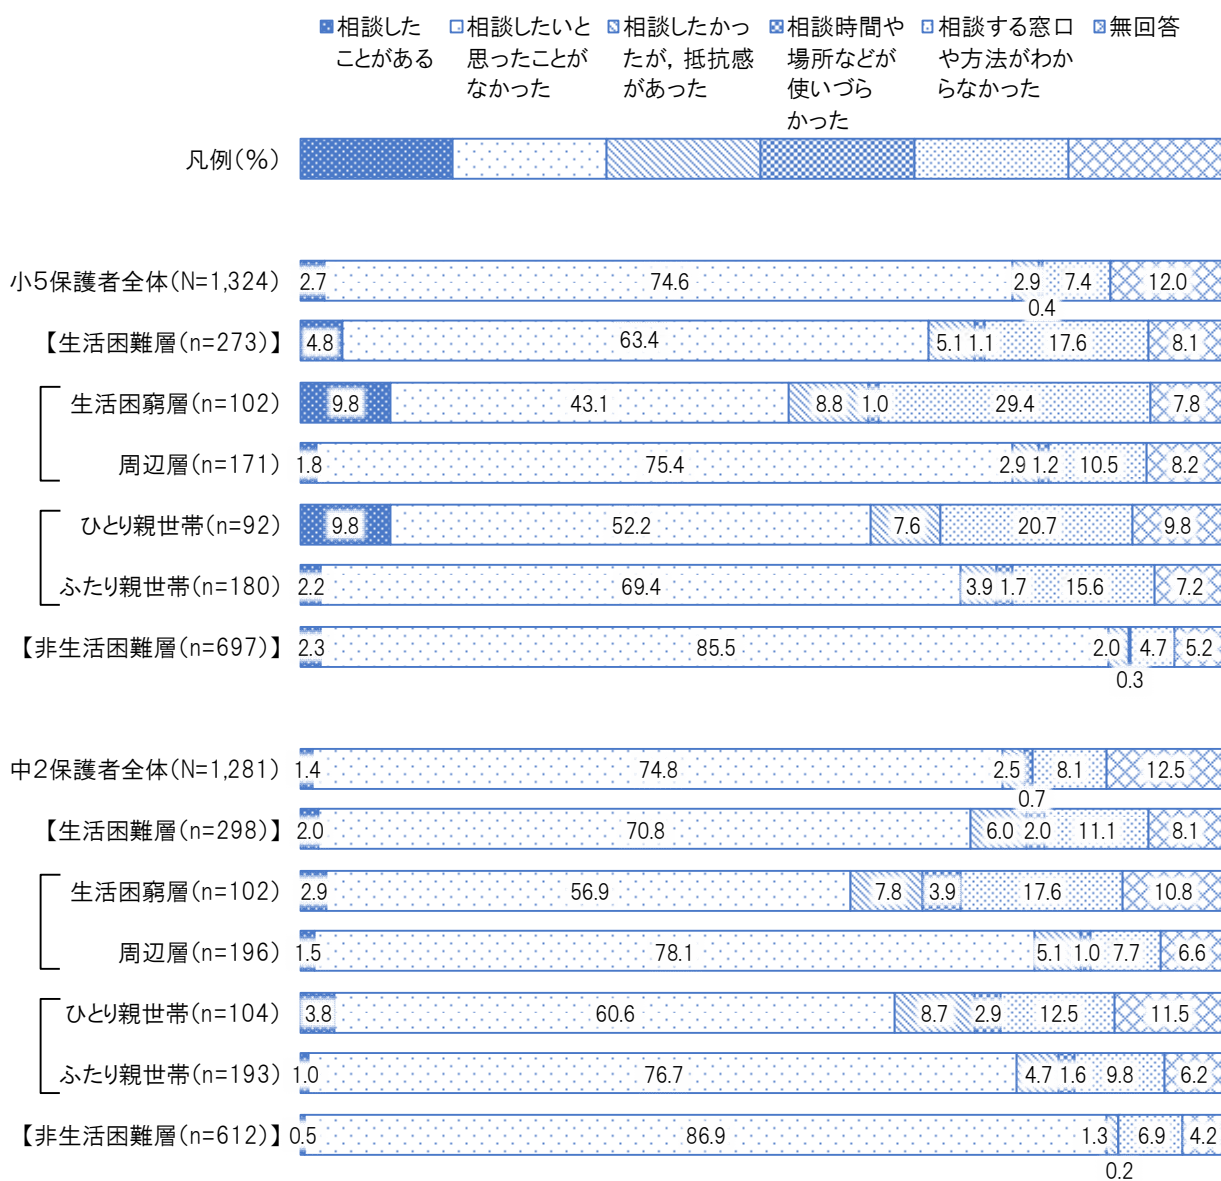 相談した
ことがある
相談したいと
思ったことが
なかった
相談したかっ
たが，抵抗感
があった
相談時間や
場所などが
使いづら
かった
相談する窓口
や方法がわか
らなかった
無回答
凡例(％)
小5保護者全体(N=1,324) 2.7 74.6 2.9 0.4 7.4 12.0
【生活困難層(n=273)】 4.8 63.4 5.1 1.1 17.6 8.1
生活困窮層(n=102) 9.8 43.1 8.8 1.0 29.4 7.8
周辺層(n=171) 1.8 75.4 2.9 1.2 10.5 8.2
ひとり親世帯(n=92) 9.8 52.2 7.6 20.7 9.8
ふたり親世帯(n=180) 2.2 69.4 3.9 1.7 15.6 7.2
【非生活困難層(n=697)】 2.3 85.5 2.0 0.3 4.7 5.2
中2保護者全体(N=1,281) 1.4 74.8 2.5 0.7 8.1 12.5
【生活困難層(n=298)】 2.0 70.8 6.0 2.0 11.1 8.1
生活困窮層(n=102) 2.9 56.9 7.8 3.9 17.6 10.8
周辺層(n=196) 1.5 78.1 5.1 1.0 7.7 6.6
ひとり親世帯(n=104) 3.8 60.6 8.7 2.9 12.5 11.5
ふたり親世帯(n=193) 1.0 76.7 4.7 1.6 9.8 6.2
【非生活困難層(n=612)】 0.5 86.9 1.3 0.2 6.9 4.2